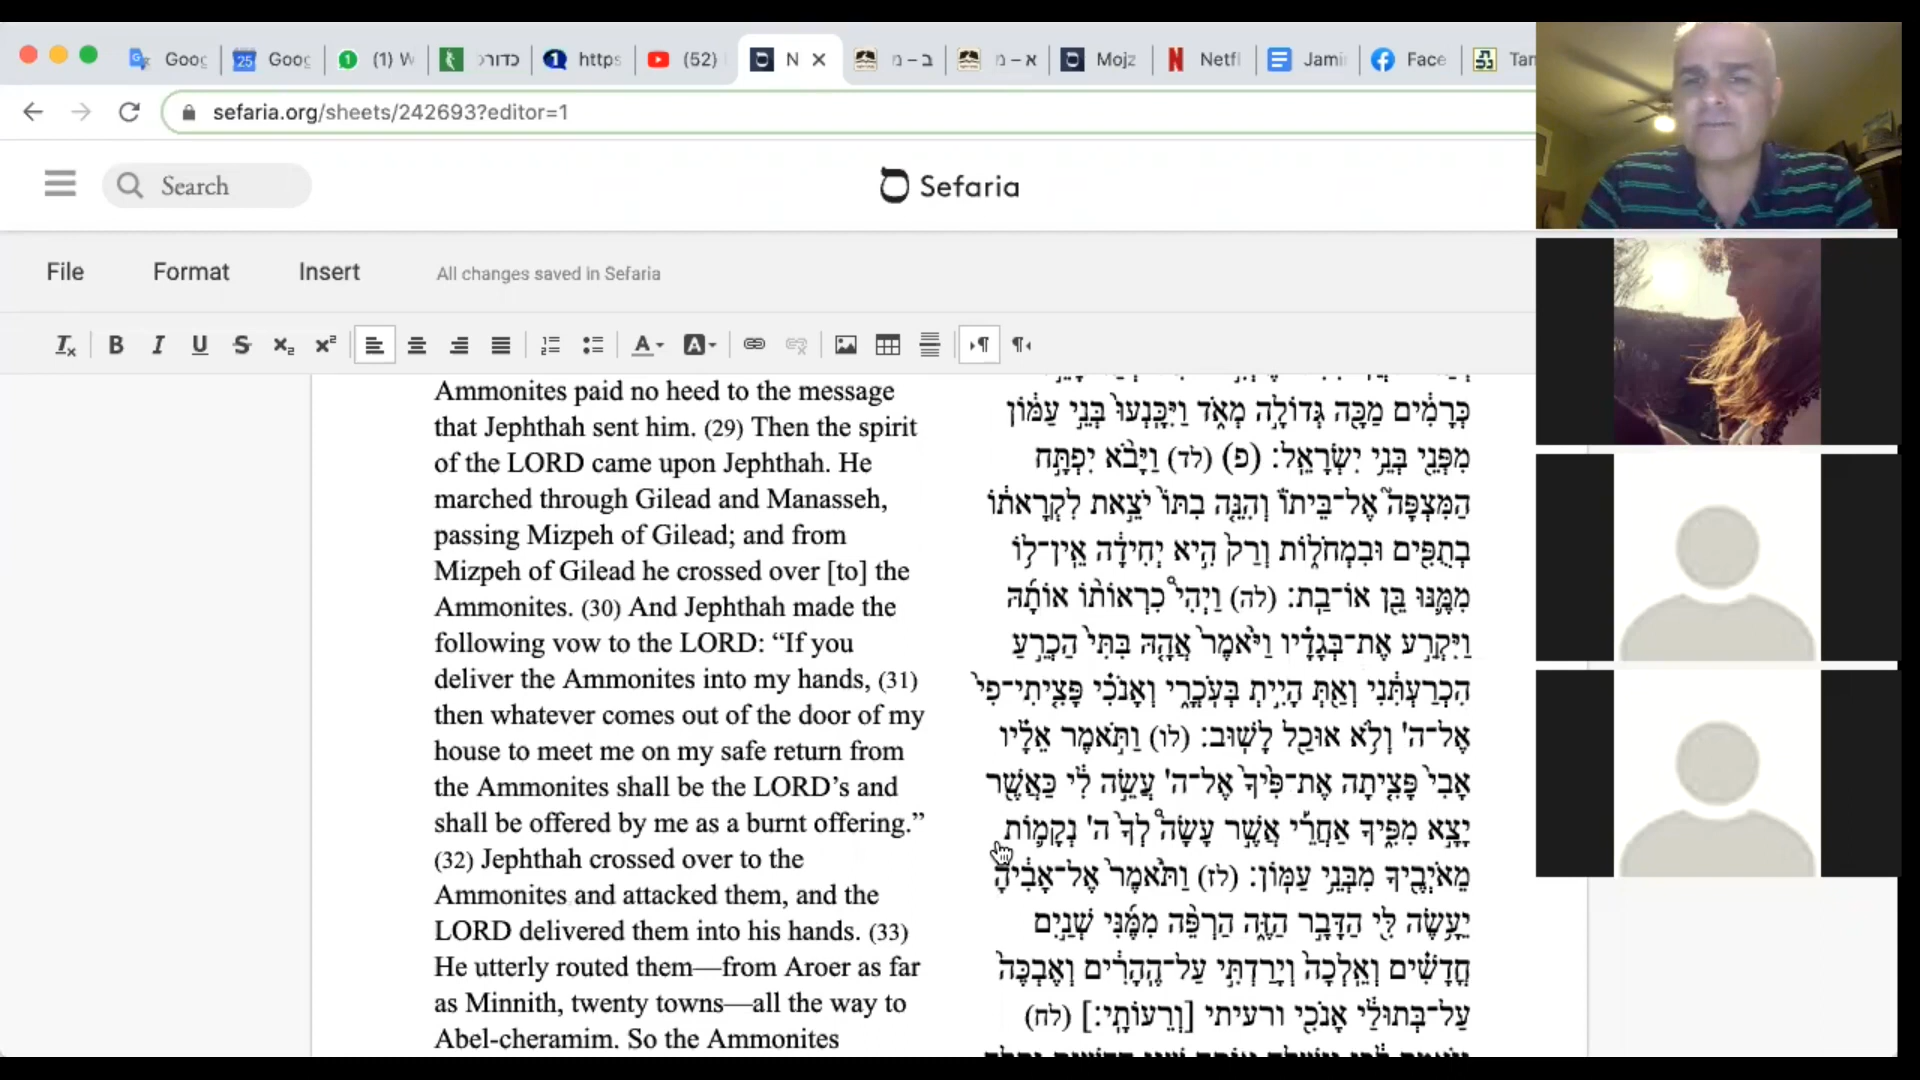 Goog
Goog
(1) W
כדורכ
https
(52)
N
ב – מ
א – מ
Mojz
Netfl
Jami
Face
Tan
sefaria.org/sheets/242693?editor=1
Search
Sefaria
File
Format
Insert
All changes saved in Sefaria
Ammonites paid no heed to the message
that Jephthah sent him. (29) Then the spirit
of the LORD came upon Jephthah. He
marched through Gilead and Manasseh,
passing Mizpeh of Gilead; and from
Mizpeh of Gilead he crossed over [to] the
Ammonites. (30) And Jephthah made the
following vow to the LORD: “If you
deliver the Ammonites into my hands, (31)
then whatever comes out of the door of my
house to meet me on my safe return from
the Ammonites shall be the LORD’s and
shall be offered by me as a burnt offering.”
(32) Jephthah crossed over to the
Ammonites and attacked them, and the
LORD delivered them into his hands. (33)
He utterly routed them—from Aroer as far
as Minnith, twenty towns—all the way to
Abel-cheramim. So the Ammonites
כְּרָמִ֔ים מַכָּ֖ה גְּדוֹלָ֣ה מְאֹ֑ד וַיִּכָּֽנְעוּ֙ בְּנֵ֣י עַמּ֔וֹן
מִפְּנֵ֖י בְּנֵ֥י יִשְׂרָאֵֽל׃ (פ) (לד) וַיָּבֹ֨א יִפְתָּ֣ח
הַמִּצְפָּה֮ אֶל־בֵּיתוֹ֒ וְהִנֵּ֤ה בִתּוֹ֙ יֹצֵ֣את לִקְרָאת֔וֹ
בְתֻפִּ֖ים וּבִמְחֹל֑וֹת וְרַק֙ הִ֣יא יְחִידָ֔ה אֵֽין־ל֥וֹ
מִמֶּ֛נּוּ בֵּ֖ן אוֹ־בַֽת׃ (לה) וַיְהִי֩ כִרְאוֹת֨וֹ אוֹתָ֜הּ
וַיִּקְרַ֣ע אֶת־בְּגָדָ֗יו וַיֹּ֙אמֶר֙ אֲהָ֤הּ בִּתִּי֙ הַכְרֵ֣עַ
הִכְרַעְתִּ֔נִי וְאַ֖תְּ הָיִ֣יתְ בְּעֹֽכְרָ֑י וְאָנֹכִ֗י פָּצִ֤יתִי־פִי֙
אֶל־ה' וְלֹ֥א אוּכַ֖ל לָשֽׁוּב׃ (לו) וַתֹּ֣אמֶר אֵלָ֗יו
אָבִי֙ פָּצִ֤יתָה אֶת־פִּ֙יךָ֙ אֶל־ה' עֲשֵׂ֣ה לִ֔י כַּאֲשֶׁ֖ר
יָצָ֣א מִפִּ֑יךָ אַחֲרֵ֡י אֲשֶׁ֣ר עָשָׂה֩ לְךָ֨ ה' נְקָמ֛וֹת
מֵאֹיְבֶ֖יךָ מִבְּנֵ֥י עַמּֽוֹן׃ (לז) וַתֹּ֙אמֶר֙ אֶל־אָבִ֔יהָ
יֵעָ֥שֶׂה לִּ֖י הַדָּבָ֣ר הַזֶּ֑ה הַרְפֵּ֨ה מִמֶּ֜נִּי שְׁנַ֣יִם
חֳדָשִׁ֗ים וְאֵֽלְכָה֙ וְיָרַדְתִּ֣י עַל־הֶֽהָרִ֔ים וְאֶבְכֶּה֙
עַל־בְּתוּלַ֔י אָנֹכִ֖י ורעיתי [וְרֵעוֹתָֽי׃] (לח)